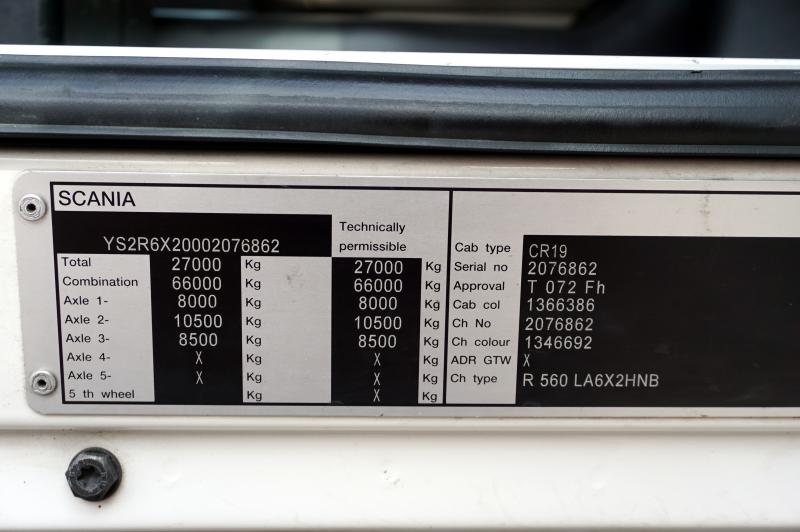 SCANIA
YS2R6X20002076862
Technically
permissible
Total 27000 Kg 27000 Kg
Combination 66000 Kg 66000 Kg
Axle 1- 8000 Kg 8000 Kg
Axle 2- 10500 Kg 10500 Kg
Axle 3- 8500 Kg 8500 Kg
Axle 4- X Kg X Kg
Axle 5- X Kg X Kg
5 th wheel Kg X Kg
Cab type CR19
Serial no 2076862
Approval T 072 Fh
Cab col 1366386
Ch No 2076862
Ch colour 1346692
ADR GTW X
Ch type R 560 LA6X2HNB